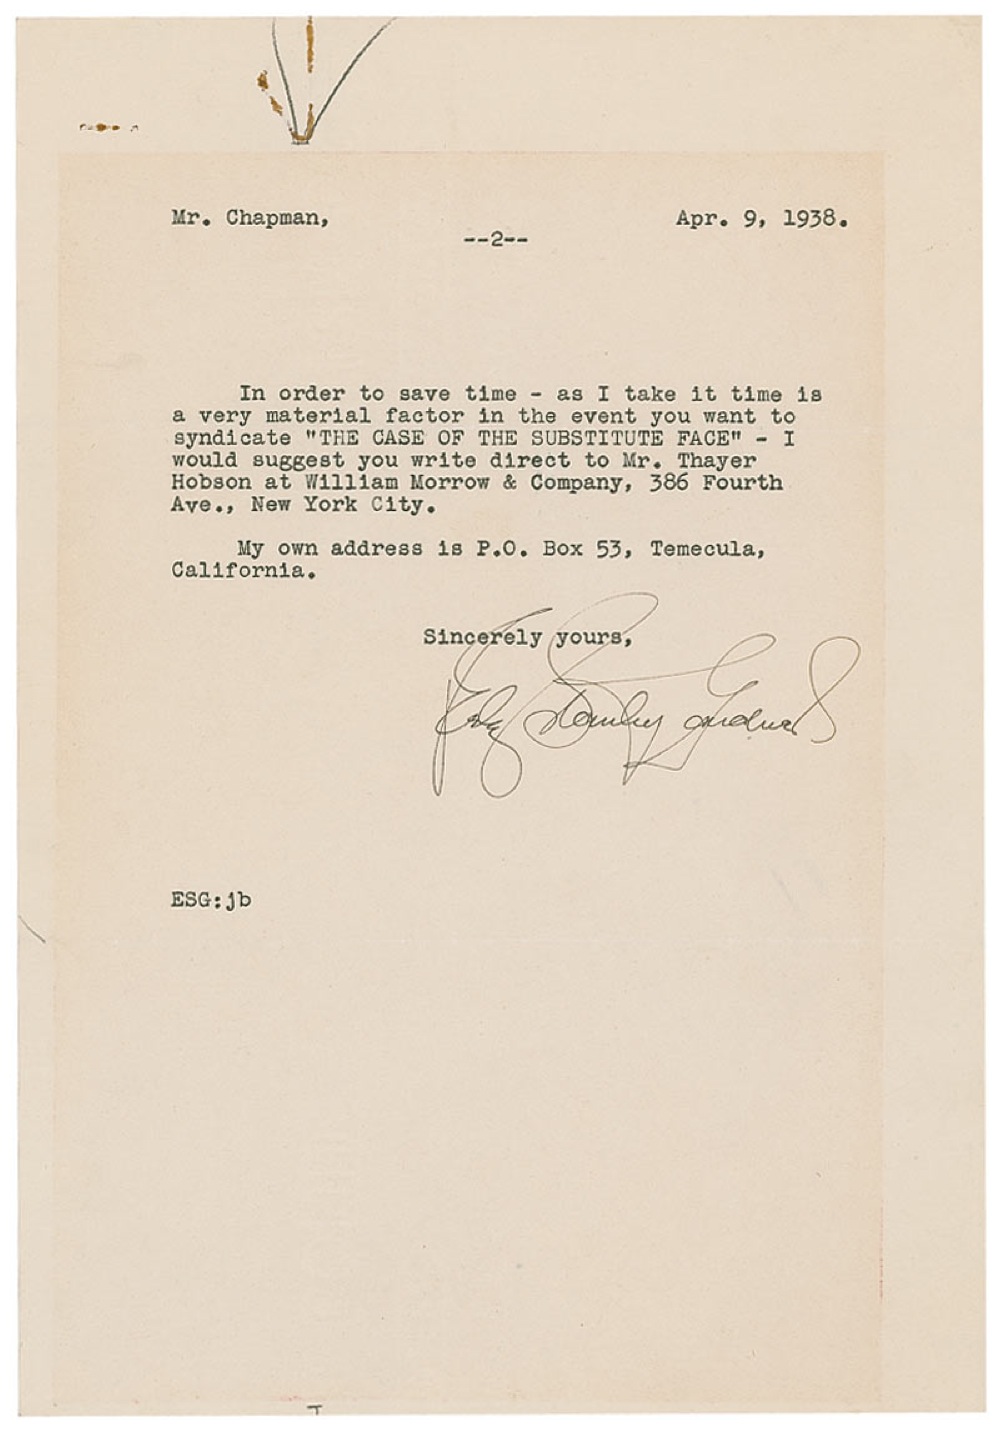 Mr. Chapman, Apr. 9, 1938.
--2--
In order to save time - as I take it time is
a very material factor in the event you want to
syndicate "THE CASE OF THE SUBSTITUTE FACE" - I
would suggest you write direct to Mr. Thayer
Hobson at William Morrow & Company, 386 Fourth
Ave., New York City.
My own address is P.O. Box 53, Temecula,
California.
Sincerely yours,
Erle Stanley Gardner
ESG:jb